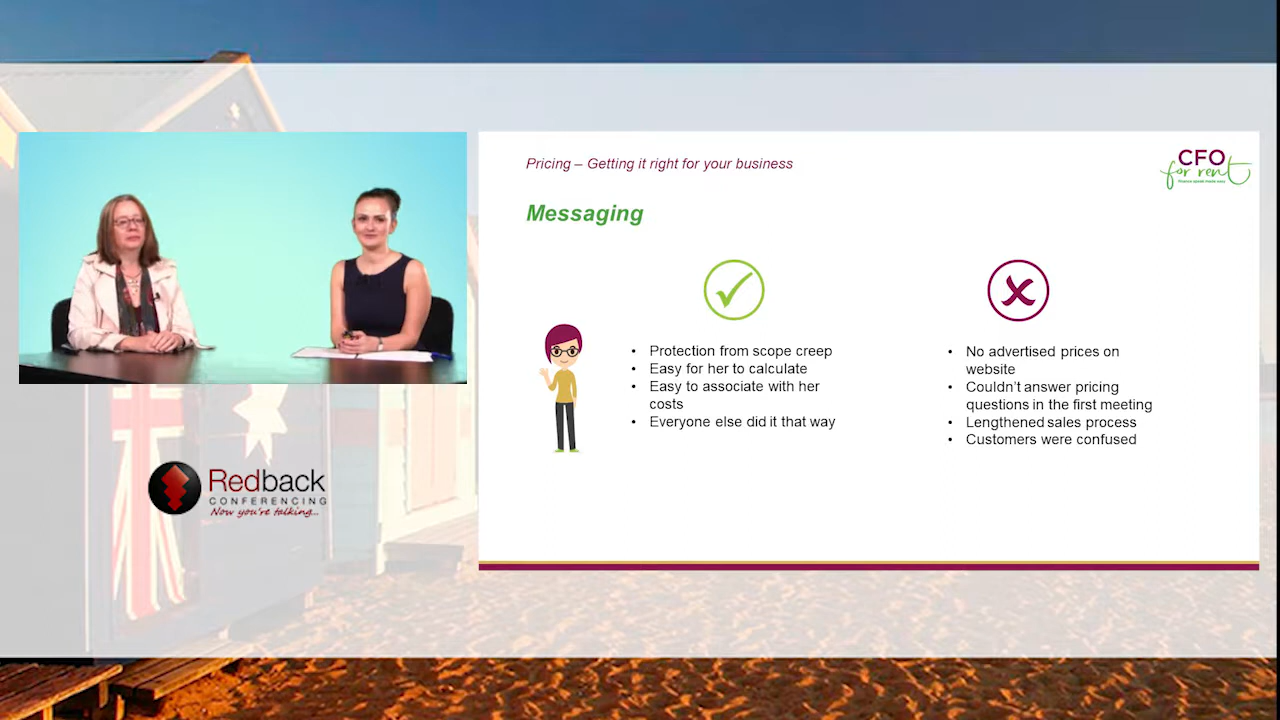 Pricing – Getting it right for your business
CFO
for rent
Messaging
• Protection from scope creep
• Easy for her to calculate
• Easy to associate with her
costs
• Everyone else did it that way
• No advertised prices on
website
• Couldn't answer pricing
questions in the first meeting
• Lengthened sales process
• Customers were confused
Redback
CONFERENCING
Now you're talking...